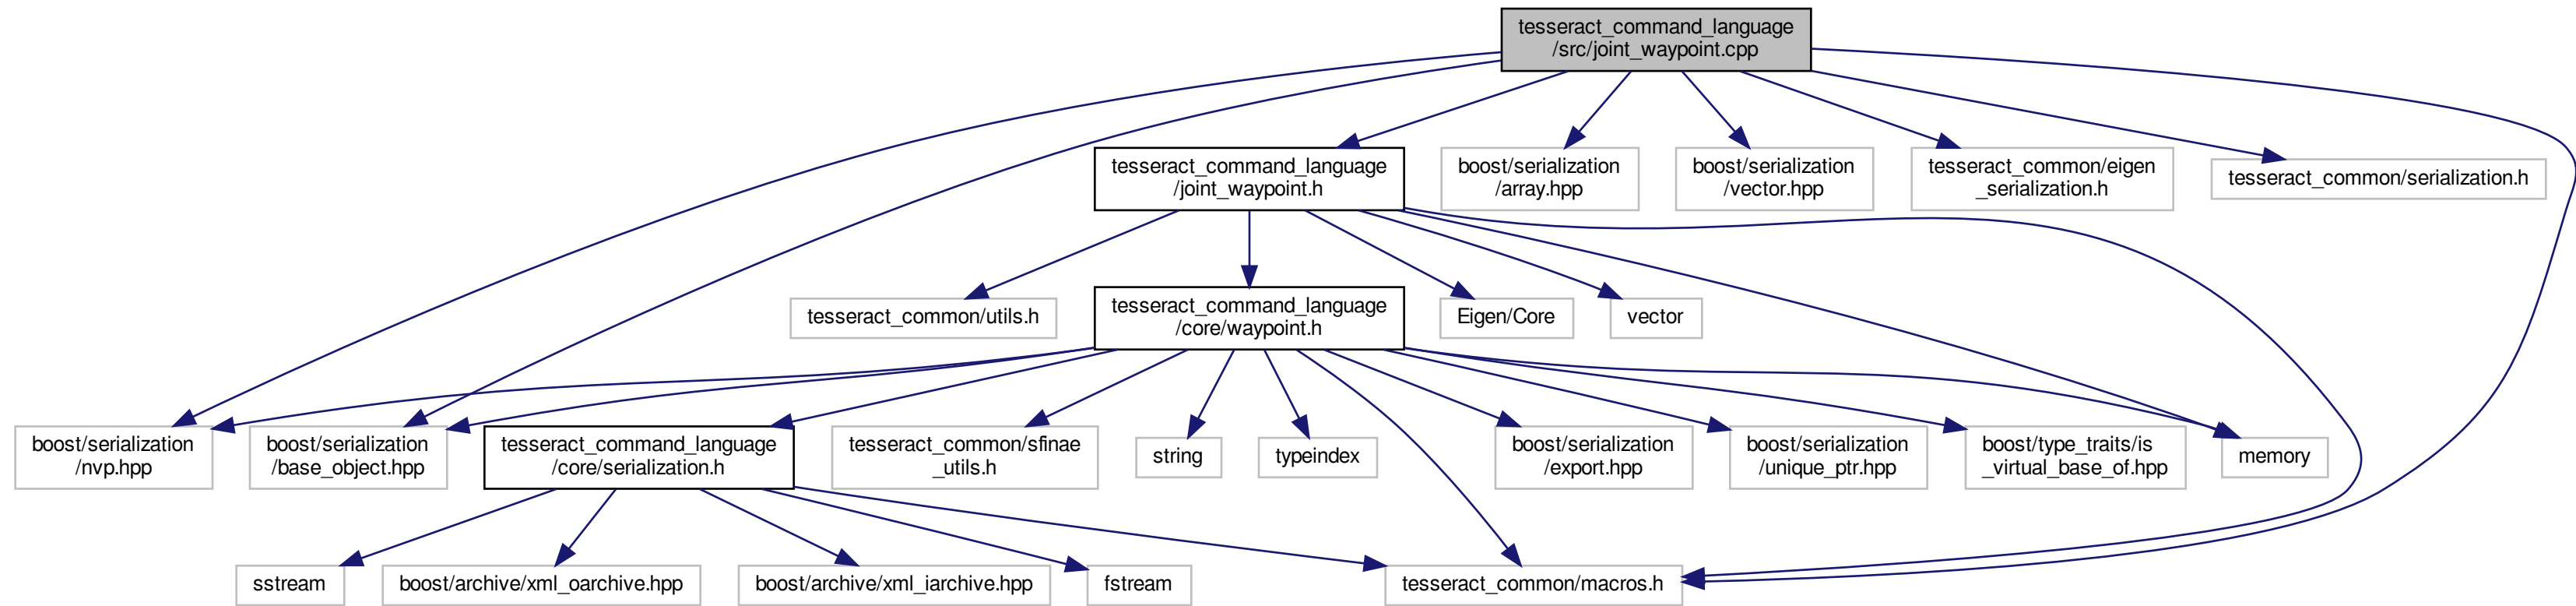 tesseract_command_language
/src/joint_waypoint.cpp
tesseract_command_language
/joint_waypoint.h
boost/serialization
/array.hpp
boost/serialization
/vector.hpp
tesseract_common/eigen
_serialization.h
tesseract_common/serialization.h
tesseract_common/utils.h
tesseract_command_language
/core/waypoint.h
Eigen/Core
vector
boost/serialization
/nvp.hpp
boost/serialization
/base_object.hpp
tesseract_command_language
/core/serialization.h
tesseract_common/sfinae
_utils.h
string
typeindex
boost/serialization
/export.hpp
boost/serialization
/unique_ptr.hpp
boost/type_traits/is
_virtual_base_of.hpp
memory
sstream
boost/archive/xml_oarchive.hpp
boost/archive/xml_iarchive.hpp
fstream
tesseract_common/macros.h